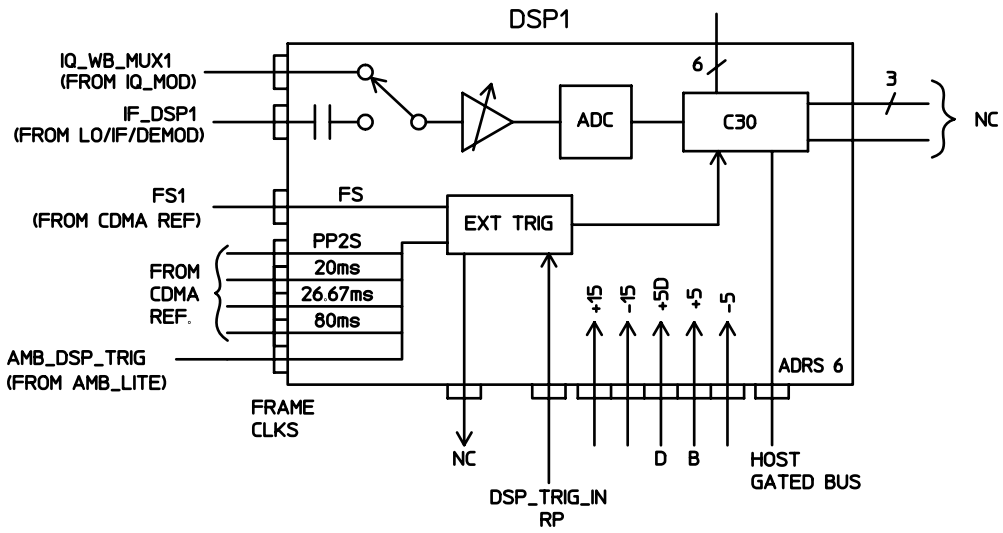 DSP1
IQ_WB_MUX1
(FROM IQ_MOD)
6
3
IF_DSP1
(FROM LO/IF/DEMOD)
ADC
C30
NC
FS1
(FROM CDMA REF)
FS
EXT TRIG
PP2S
20ms
26.67ms
80ms
FROM
CDMA
REF.
+15
-15
+5D
+5
-5
AMB_DSP_TRIG
(FROM AMB_LITE)
ADRS 6
FRAME
CLKS
NC
D
B
HOST
GATED BUS
DSP_TRIG_IN
RP